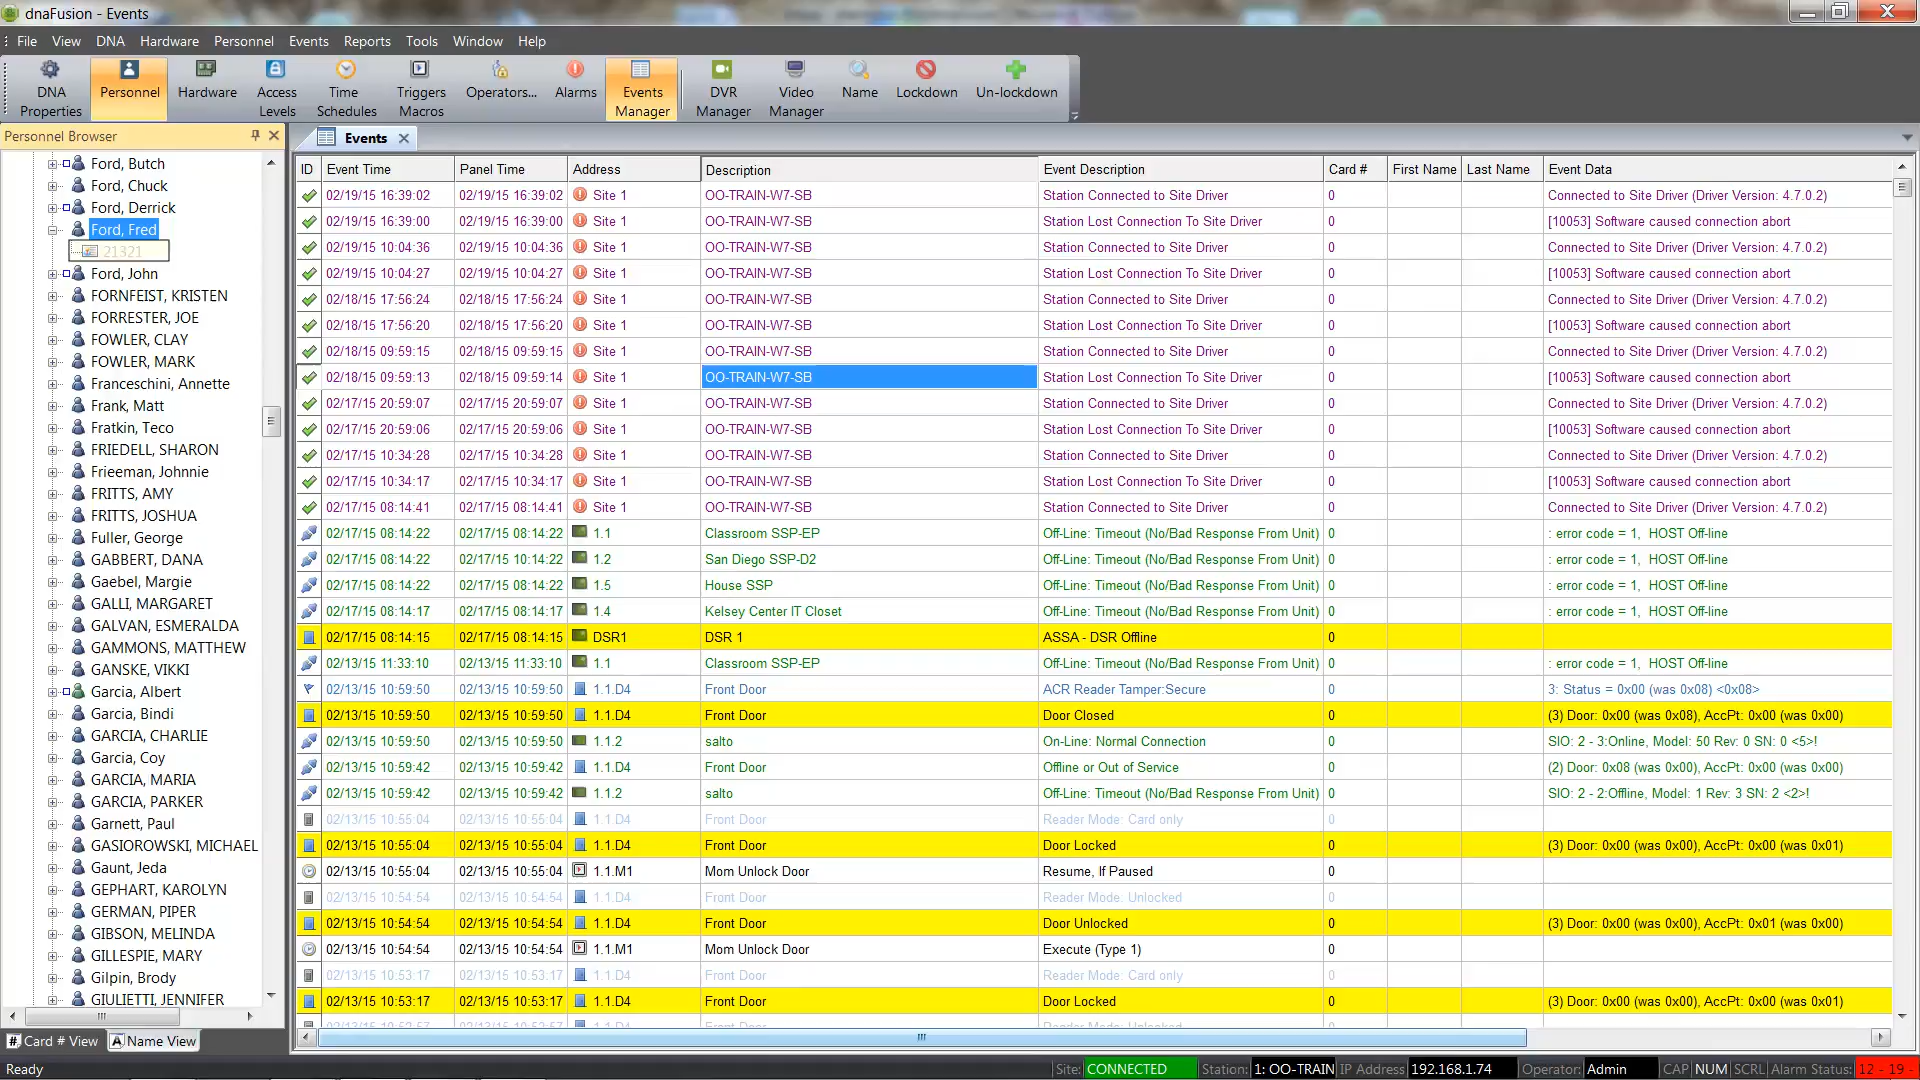 dnaFusion - Events
File View DNA Hardware Personnel Events Reports Tools Window Help
DNA Properties
Personnel
Hardware
Access Levels
Time Schedules
Triggers Macros
Operators...
Alarms
Events Manager
DVR Manager
Video Manager
Name
Lockdown
Un-lockdown
Personnel Browser
Ford, Butch
Ford, Chuck
Ford, Derrick
Ford, Fred
21321
Ford, John
FORNFEIST, KRISTEN
FORRESTER, JOE
FOWLER, CLAY
FOWLER, MARK
Franceschini, Annette
Frank, Matt
Fratkin, Teco
FRIEDELL, SHARON
Frieeman, Johnnie
FRITTS, AMY
FRITTS, JOSHUA
Fuller, George
GABBERT, DANA
Gaebel, Margie
GALLI, MARGARET
GALVAN, ESMERALDA
GAMMONS, MATTHEW
GANSKE, VIKKI
Garcia, Albert
Garcia, Bindi
GARCIA, CHARLIE
Garcia, Coy
GARCIA, MARIA
GARCIA, PARKER
Garnett, Paul
GASIOROWSKI, MICHAEL
Gaunt, Jeda
GEPHART, KAROLYN
GERMAN, PIPER
GIBSON, MELINDA
GILLESPIE, MARY
Gilpin, Brody
GIULIETTI, JENNIFER
# Card # View A Name View
Events
ID Event Time Panel Time Address Description Event Description Card # First Name Last Name Event Data
02/19/15 16:39:02 02/19/15 16:39:02 Site 1 OO-TRAIN-W7-SB Station Connected to Site Driver 0 Connected to Site Driver (Driver Version: 4.7.0.2)
02/19/15 16:39:00 02/19/15 16:39:00 Site 1 OO-TRAIN-W7-SB Station Lost Connection To Site Driver 0 [10053] Software caused connection abort
02/19/15 10:04:36 02/19/15 10:04:36 Site 1 OO-TRAIN-W7-SB Station Connected to Site Driver 0 Connected to Site Driver (Driver Version: 4.7.0.2)
02/19/15 10:04:27 02/19/15 10:04:27 Site 1 OO-TRAIN-W7-SB Station Lost Connection To Site Driver 0 [10053] Software caused connection abort
02/18/15 17:56:24 02/18/15 17:56:24 Site 1 OO-TRAIN-W7-SB Station Connected to Site Driver 0 Connected to Site Driver (Driver Version: 4.7.0.2)
02/18/15 17:56:20 02/18/15 17:56:20 Site 1 OO-TRAIN-W7-SB Station Lost Connection To Site Driver 0 [10053] Software caused connection abort
02/18/15 09:59:15 02/18/15 09:59:15 Site 1 OO-TRAIN-W7-SB Station Connected to Site Driver 0 Connected to Site Driver (Driver Version: 4.7.0.2)
02/18/15 09:59:13 02/18/15 09:59:14 Site 1 OO-TRAIN-W7-SB Station Lost Connection To Site Driver 0 [10053] Software caused connection abort
02/17/15 20:59:07 02/17/15 20:59:07 Site 1 OO-TRAIN-W7-SB Station Connected to Site Driver 0 Connected to Site Driver (Driver Version: 4.7.0.2)
02/17/15 20:59:06 02/17/15 20:59:06 Site 1 OO-TRAIN-W7-SB Station Lost Connection To Site Driver 0 [10053] Software caused connection abort
02/17/15 10:34:28 02/17/15 10:34:28 Site 1 OO-TRAIN-W7-SB Station Connected to Site Driver 0 Connected to Site Driver (Driver Version: 4.7.0.2)
02/17/15 10:34:17 02/17/15 10:34:17 Site 1 OO-TRAIN-W7-SB Station Lost Connection To Site Driver 0 [10053] Software caused connection abort
02/17/15 08:14:41 02/17/15 08:14:41 Site 1 OO-TRAIN-W7-SB Station Connected to Site Driver 0 Connected to Site Driver (Driver Version: 4.7.0.2)
02/17/15 08:14:22 02/17/15 08:14:22 1.1 Classroom SSP-EP Off-Line: Timeout (No/Bad Response From Unit) 0 : error code = 1, HOST Off-line
02/17/15 08:14:22 02/17/15 10:14:22 1.2 San Diego SSP-D2 Off-Line: Timeout (No/Bad Response From Unit) 0 : error code = 1, HOST Off-line
02/17/15 08:14:22 02/17/15 08:14:22 1.5 House SSP Off-Line: Timeout (No/Bad Response From Unit) 0 : error code = 1, HOST Off-line
02/17/15 08:14:17 02/17/15 08:14:17 1.4 Kelsey Center IT Closet Off-Line: Timeout (No/Bad Response From Unit) 0 : error code = 1, HOST Off-line
02/17/15 08:14:15 02/17/15 08:14:15 DSR1 DSR 1 ASSA - DSR Offline 0
02/13/15 11:33:10 02/13/15 11:33:10 1.1 Classroom SSP-EP Off-Line: Timeout (No/Bad Response From Unit) 0 : error code = 1, HOST Off-line
02/13/15 10:59:50 02/13/15 10:59:50 1.1.D4 Front Door ACR Reader Tamper:Secure 0 3: Status = 0x00 (was 0x08) <0x08>
02/13/15 10:59:50 02/13/15 10:59:50 1.1.D4 Front Door Door Closed 0 (3) Door: 0x00 (was 0x08), AccPt: 0x00 (was 0x00)
02/13/15 10:59:50 02/13/15 10:59:50 1.1.2 salto On-Line: Normal Connection 0 SIO: 2 - 3:Online, Model: 50 Rev: 0 SN: 0 <5>!
02/13/15 10:59:42 02/13/15 10:59:42 1.1.D4 Front Door Offline or Out of Service 0 (2) Door: 0x08 (was 0x00), AccPt: 0x00 (was 0x00)
02/13/15 10:59:42 02/13/15 10:59:42 1.1.2 salto Off-Line: Timeout (No/Bad Response From Unit) 0 SIO: 2 - 2:Offline, Model: 1 Rev: 3 SN: 2 <2>!
02/13/15 10:55:04 02/13/15 10:55:04 1.1.D4 Front Door Reader Mode: Card only 0
02/13/15 10:55:04 02/13/15 10:55:04 1.1.D4 Front Door Door Locked 0 (3) Door: 0x00 (was 0x00), AccPt: 0x00 (was 0x01)
02/13/15 10:55:04 02/13/15 10:55:04 1.1.M1 Mom Unlock Door Resume, If Paused 0
02/13/15 10:54:54 02/13/15 10:54:54 1.1.D4 Front Door Reader Mode: Unlocked 0
02/13/15 10:54:54 02/13/15 10:54:54 1.1.D4 Front Door Door Unlocked 0 (3) Door: 0x00 (was 0x00), AccPt: 0x01 (was 0x00)
02/13/15 10:54:54 02/13/15 10:54:54 1.1.M1 Mom Unlock Door Execute (Type 1) 0
02/13/15 10:53:17 02/13/15 10:53:17 1.1.D4 Front Door Reader Mode: Card only 0
02/13/15 10:53:17 02/13/15 10:53:17 1.1.D4 Front Door Door Locked 0 (3) Door: 0x00 (was 0x00), AccPt: 0x00 (was 0x01)
Ready Site: CONNECTED Station: 1: OO-TRAIN IP Address 192.168.1.74 Operator: Admin CAP NUM SCRL Alarm Status: 12 - 19 -